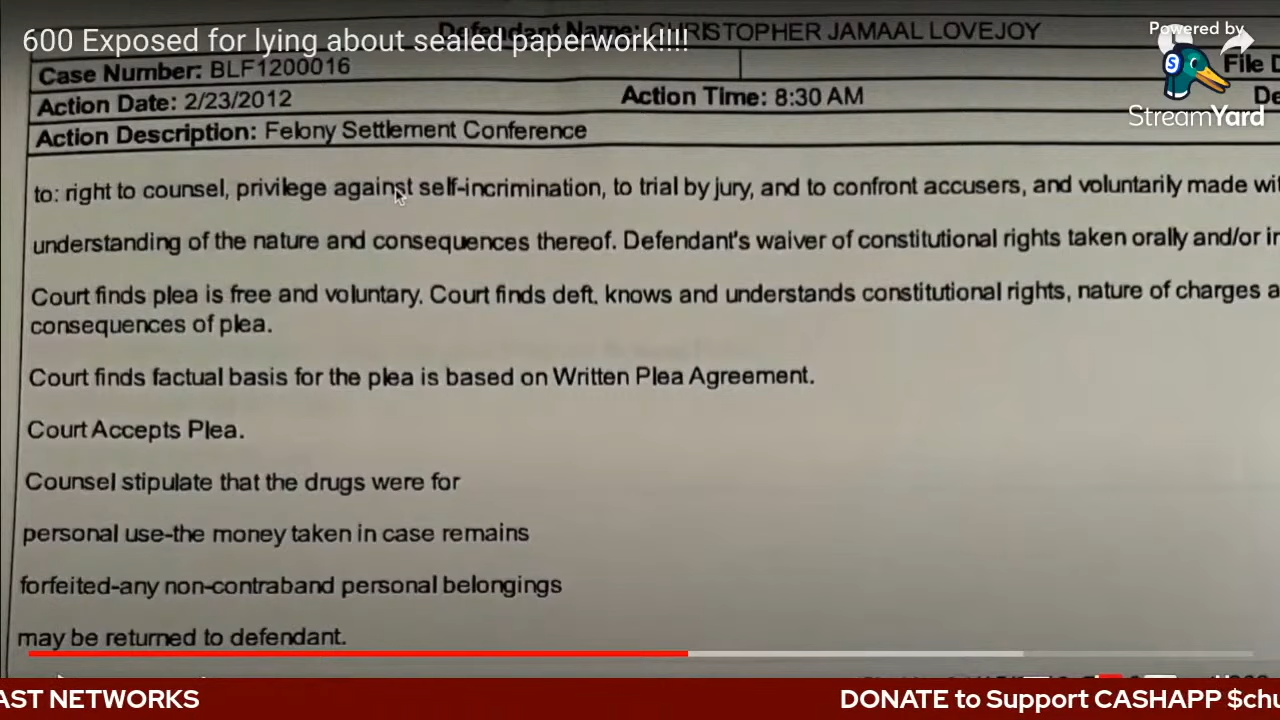 600 Exposed for lying about sealed paperwork!!!!
Defendant Name: CHRISTOPHER JAMAAL LOVEJOY
Powered by
StreamYard
Case Number: BLF1200016
File D
Action Date: 2/23/2012 Action Time: 8:30 AM De
Action Description: Felony Settlement Conference
to: right to counsel, privilege against self-incrimination, to trial by jury, and to confront accusers, and voluntarily made wit
understanding of the nature and consequences thereof. Defendant's waiver of constitutional rights taken orally and/or in
Court finds plea is free and voluntary, Court finds deft. knows and understands constitutional rights, nature of charges a
consequences of plea.
Court finds factual basis for the plea is based on Written Plea Agreement.
Court Accepts Plea.
Counsel stipulate that the drugs were for
personal use-the money taken in case remains
forfeited-any non-contraband personal belongings
may be returned to defendant.
AST NETWORKS DONATE to Support CASHAPP $chu